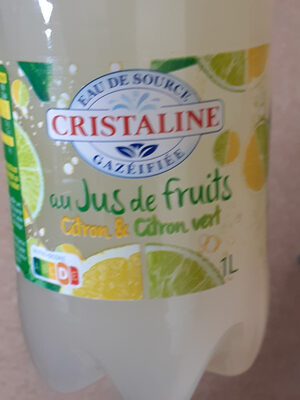 EAU DE SOURCE
CRISTALINE
GAZÉIFIÉE
au Jus de fruits
Citron & Citron vert
D
1L